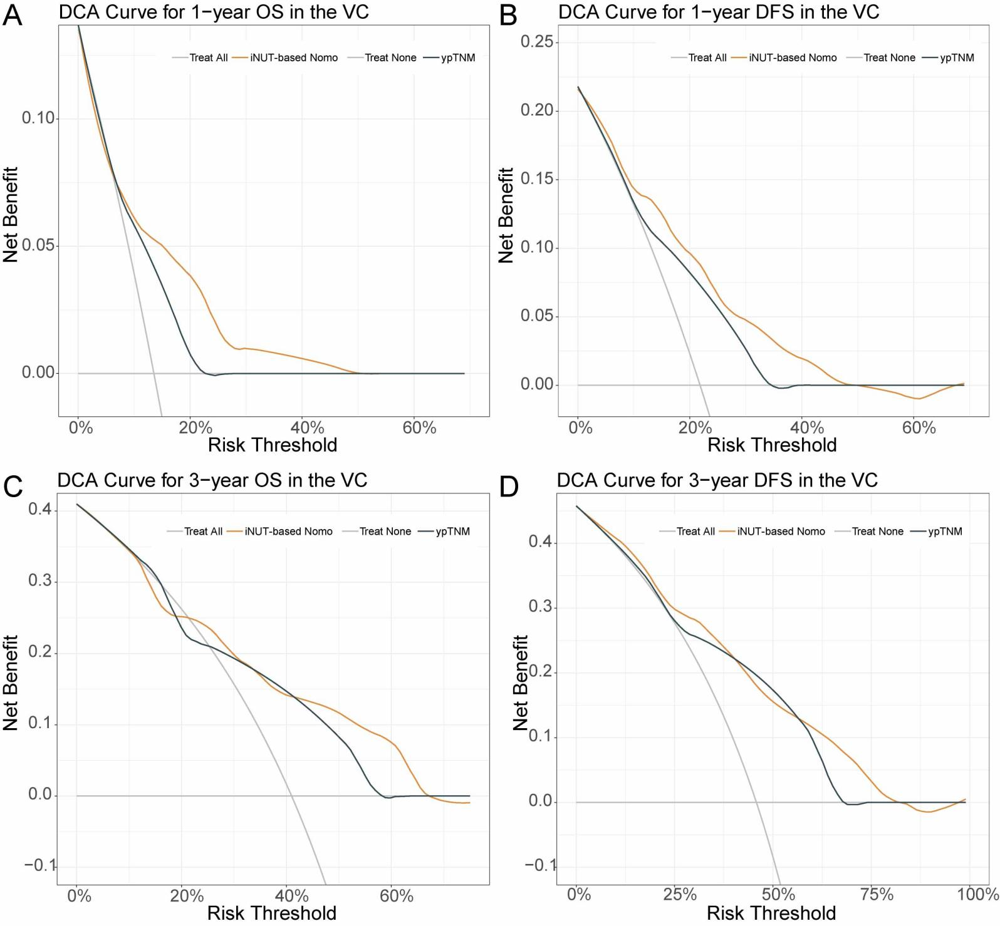 A
DCA Curve for 1−year OS in the VC
Treat All
iNUT-based Nomo
Treat None
ypTNM
0.10
0.05
0.00
Net Benefit
0%
20%
40%
60%
Risk Threshold
B
DCA Curve for 1−year DFS in the VC
Treat All
iNUT-based Nomo
Treat None
ypTNM
0.25
0.20
0.15
0.10
0.05
0.00
Net Benefit
0%
20%
40%
60%
Risk Threshold
C
DCA Curve for 3−year OS in the VC
Treat All
iNUT-based Nomo
Treat None
ypTNM
0.4
0.3
0.2
0.1
0.0
−0.1
Net Benefit
0%
20%
40%
60%
Risk Threshold
D
DCA Curve for 3−year DFS in the VC
Treat All
iNUT-based Nomo
Treat None
ypTNM
0.4
0.3
0.2
0.1
0.0
−0.1
Net Benefit
0%
25%
50%
75%
100%
Risk Threshold